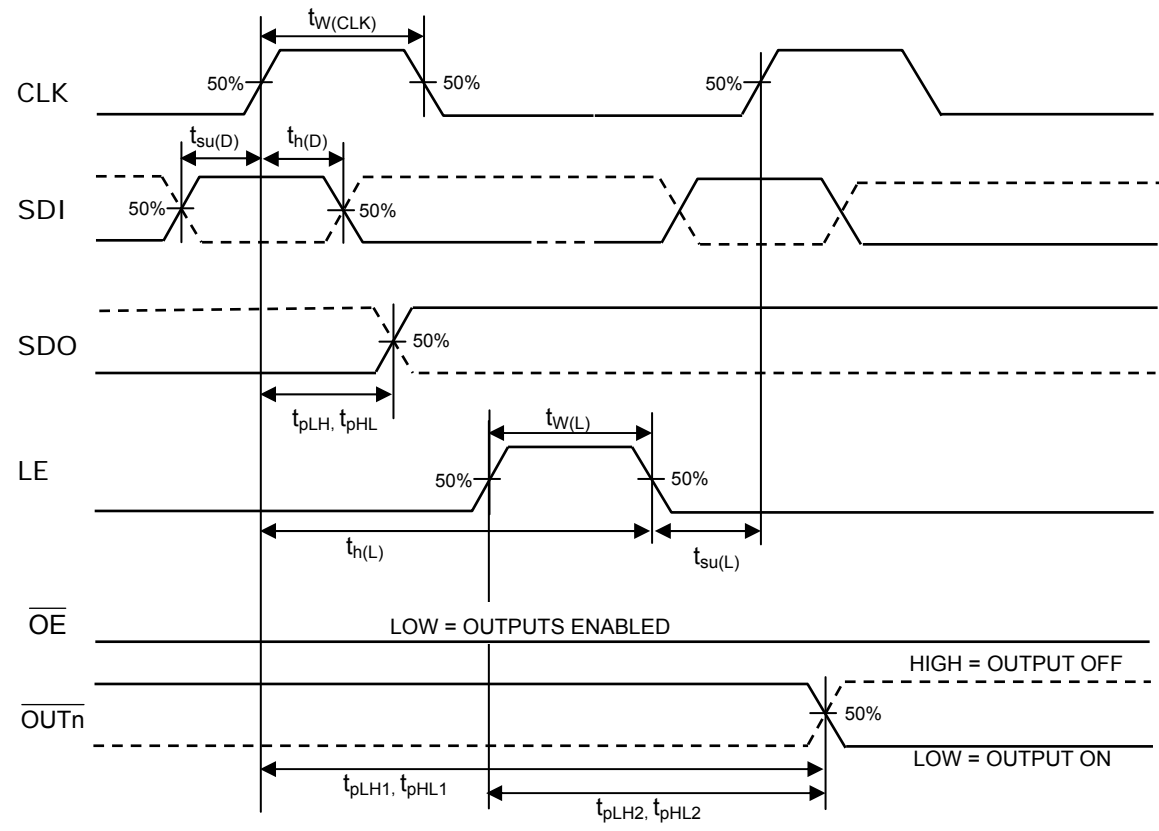 tW(CLK)
CLK
50%
50%
50%
tsu(D)
th(D)
SDI
50%
50%
SDO
50%
tpLH, tpHL
tW(L)
LE
50%
50%
th(L)
tsu(L)
OE
LOW = OUTPUTS ENABLED
HIGH = OUTPUT OFF
OUTn
50%
LOW = OUTPUT ON
tpLH1, tpHL1
tpLH2, tpHL2